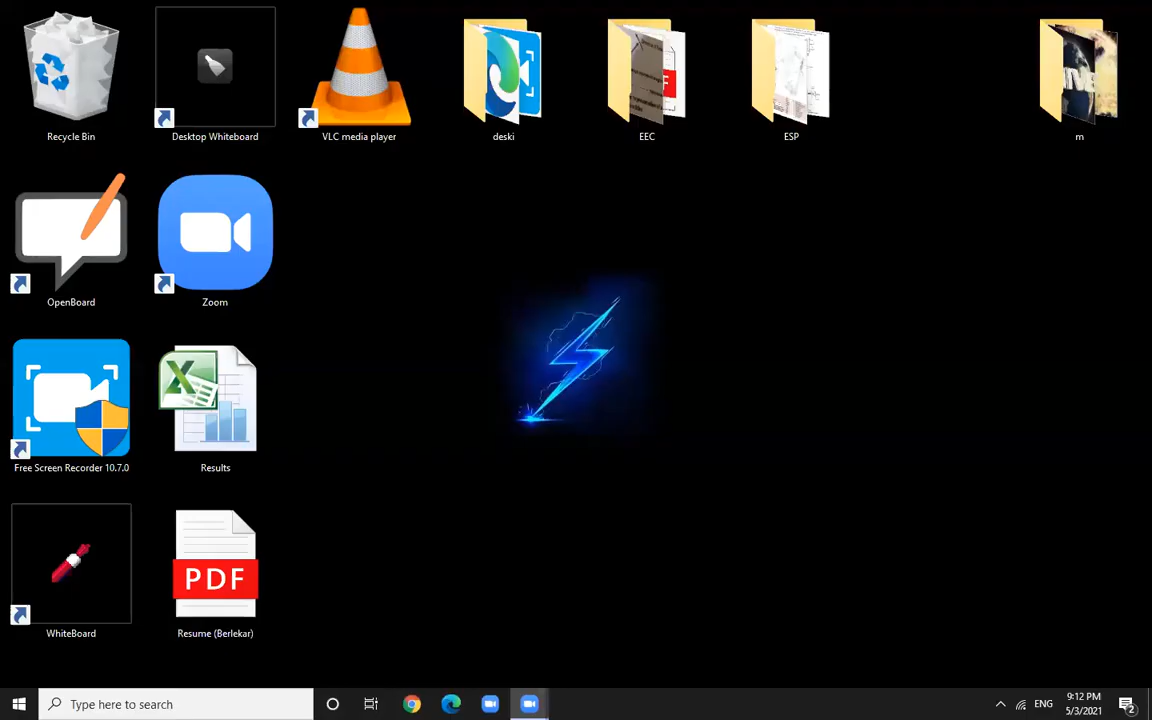 Recycle Bin
Desktop Whiteboard
VLC media player
deski
EEC
ESP
m
OpenBoard
Zoom
Free Screen Recorder 10.7.0
Results
WhiteBoard
PDF
Resume (Berlekar)
Type here to search
ENG
9:12 PM
5/3/2021
2